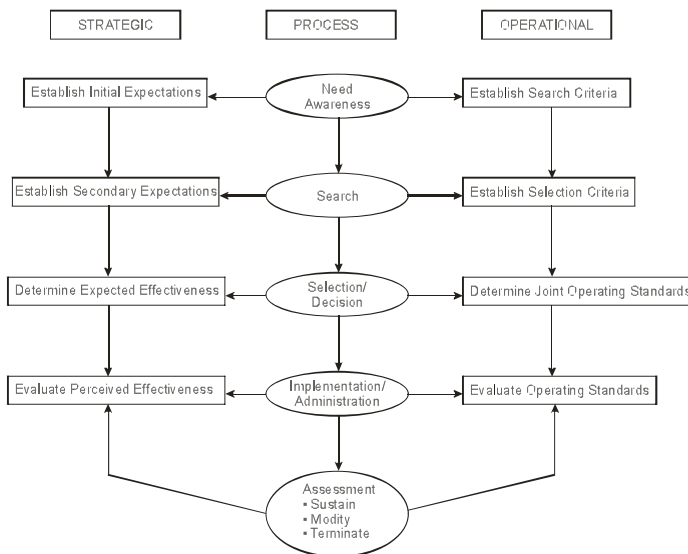 STRATEGIC
PROCESS
OPERATIONAL
Establish Initial Expectations
Need
Awareness
Establish Search Criteria
Establish Secondary Expectations
Search
Establish Selection Criteria
Determine Expected Effectiveness
Selection/
Decision
Determine Joint Operating Standards
Evaluate Perceived Effectiveness
Implementation/
Administration
Evaluate Operating Standards
Assessment
▪ Sustain
▪ Modity
▪ Terminate